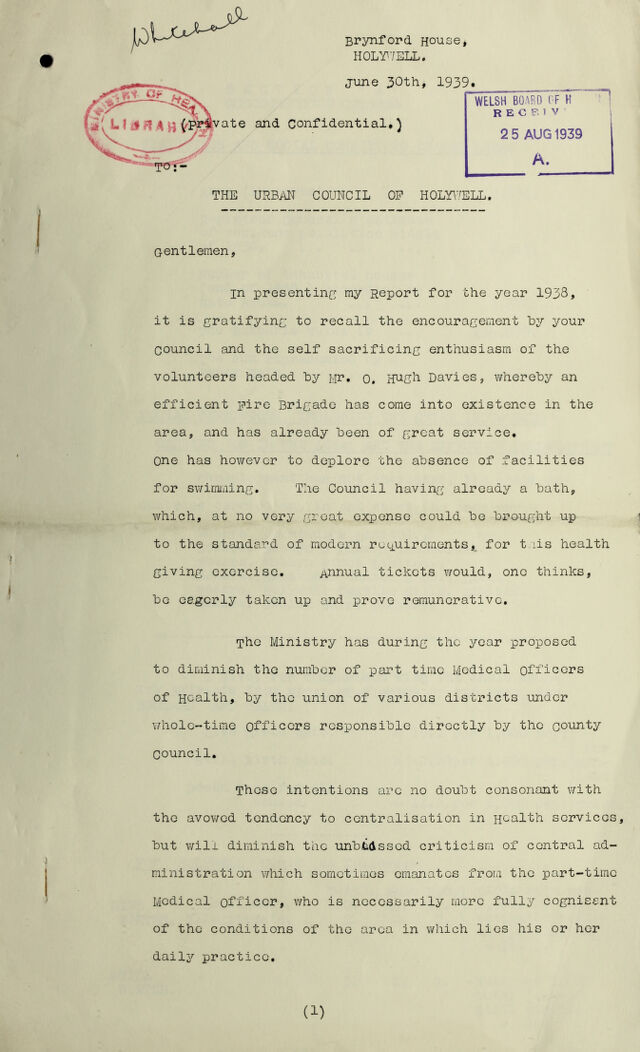 Whitehall
Brynford House,
HOLYWELL.
June 30th, 1939.
MINISTRY OF HEALTH
LIBRARY
WELSH BOARD OF H
RECEIV
25 AUG 1939
A.
(Private and Confidential.)
TO:-
THE URBAN COUNCIL OF HOLYWELL.
Gentlemen,
In presenting my Report for the year 1938,
it is gratifying to recall the encouragement by your
Council and the self sacrificing enthusiasm of the
volunteers headed by Mr. O. Hugh Davies, whereby an
efficient Fire Brigade has come into existence in the
area, and has already been of great service.
One has however to deplore the absence of facilities
for swimming. The Council having already a bath,
which, at no very great expense could be brought up
to the standard of modern requirements, for this health
giving exercise. Annual tickets would, one thinks,
be eagerly taken up and prove remunerative.
The Ministry has during the year proposed
to diminish the number of part time Medical Officers
of Health, by the union of various districts under
whole-time Officers responsible directly by the County
Council.
These intentions are no doubt consonant with
the avowed tendency to centralisation in Health services,
but will diminish the unbiassed criticism of central ad-
ministration which sometimes emanates from the part-time
Medical Officer, who is necessarily more fully cognisent
of the conditions of the area in which lies his or her
daily practice.
(1)